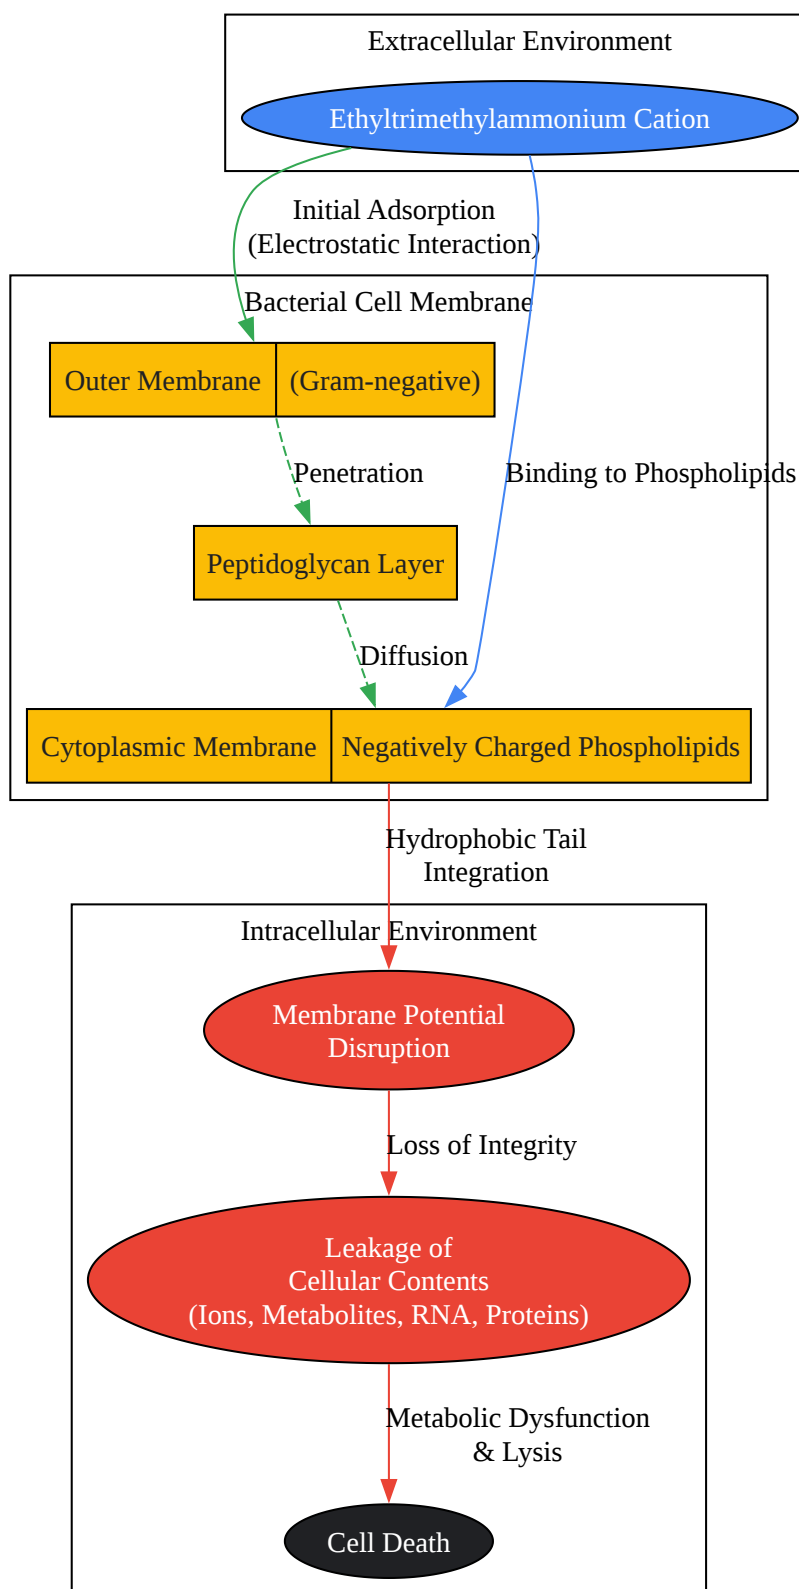 Extracellular Environment
Ethyltrimethylammonium Cation
Initial Adsorption
(Electrostatic Interaction)
Bacterial Cell Membrane
Outer Membrane
(Gram-negative)
Penetration
Binding to Phospholipids
Peptidoglycan Layer
Diffusion
Cytoplasmic Membrane
Negatively Charged Phospholipids
Hydrophobic Tail
Integration
Intracellular Environment
Membrane Potential
Disruption
Loss of Integrity
Leakage of
Cellular Contents
(Ions, Metabolites, RNA, Proteins)
Metabolic Dysfunction
& Lysis
Cell Death